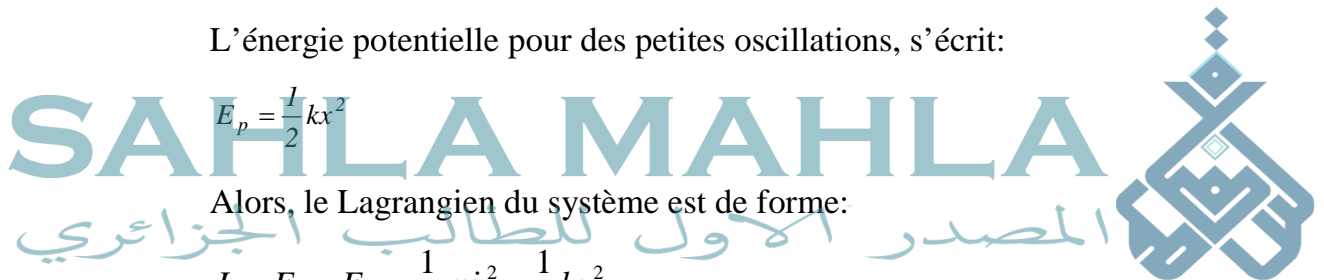 L’énergie potentielle pour des petites oscillations, s’écrit:
E_p = 1/2 kx²
SAHLA MAHLA
Alors, le Lagrangien du système est de forme:
المصدر الاول للطالب الجزائري